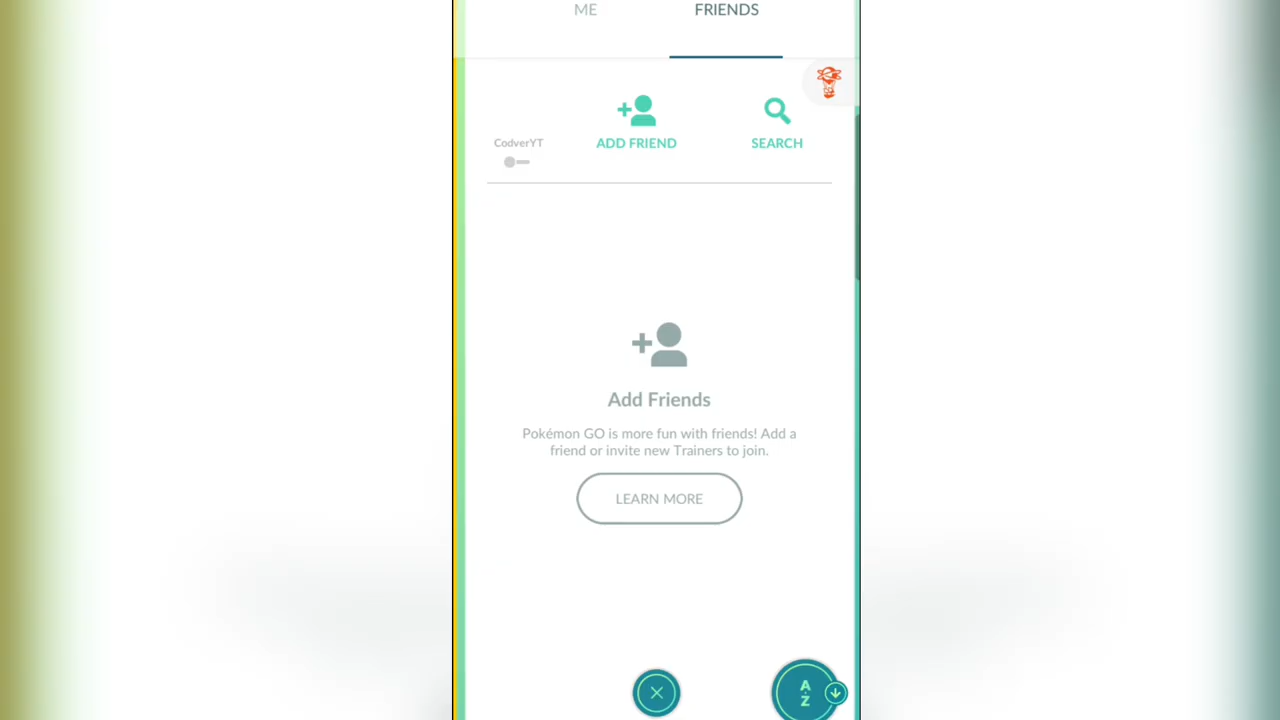 ME
FRIENDS
CodverYT
ADD FRIEND
SEARCH
Add Friends
Pokémon GO is more fun with friends! Add a
friend or invite new Trainers to join.
LEARN MORE
A
Z